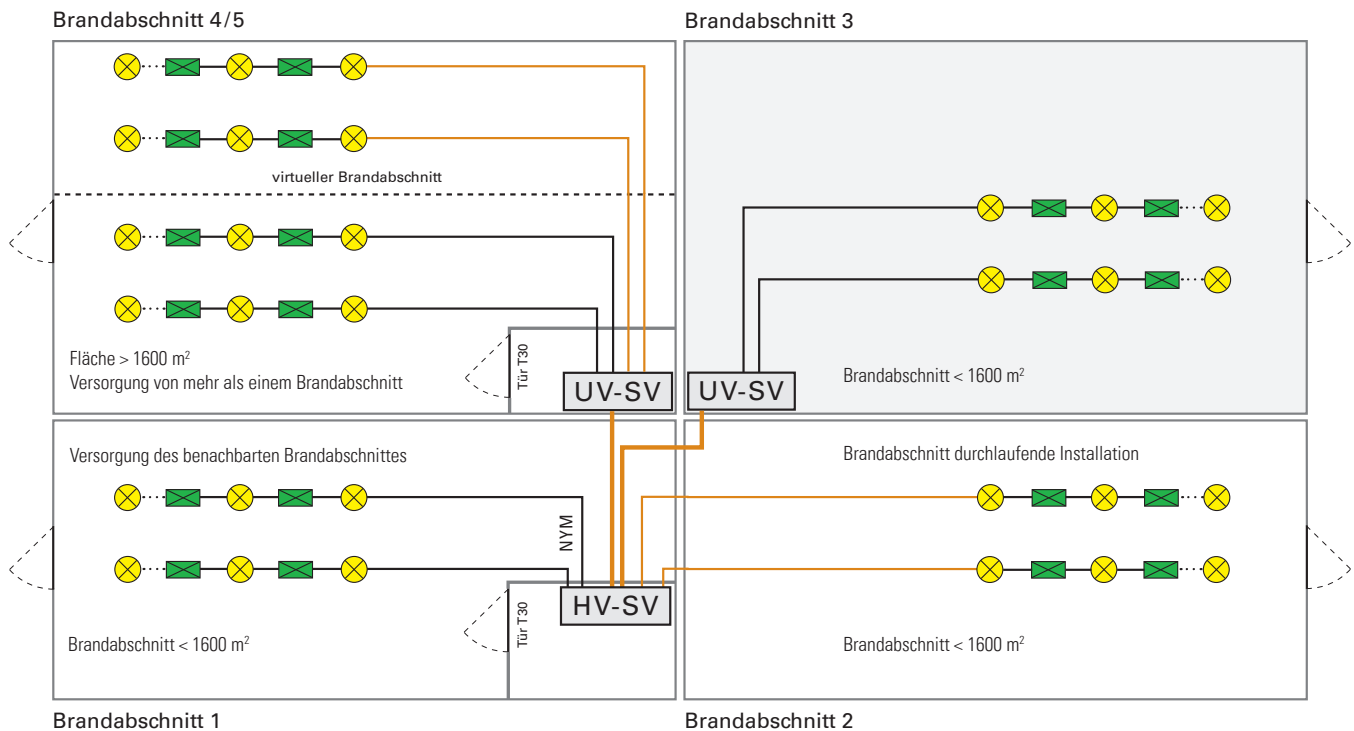 Brandabschnitt 4/5
Brandabschnitt 3
virtueller Brandabschnitt
Fläche > 1600 m²
Versorgung von mehr als einem Brandabschnitt
Tür T30
UV-SV
UV-SV
Brandabschnitt < 1600 m²
Versorgung des benachbarten Brandabschnittes
Brandabschnitt durchlaufende Installation
NYM
HV-SV
Tür T30
Brandabschnitt < 1600 m²
Brandabschnitt < 1600 m²
Brandabschnitt 1
Brandabschnitt 2